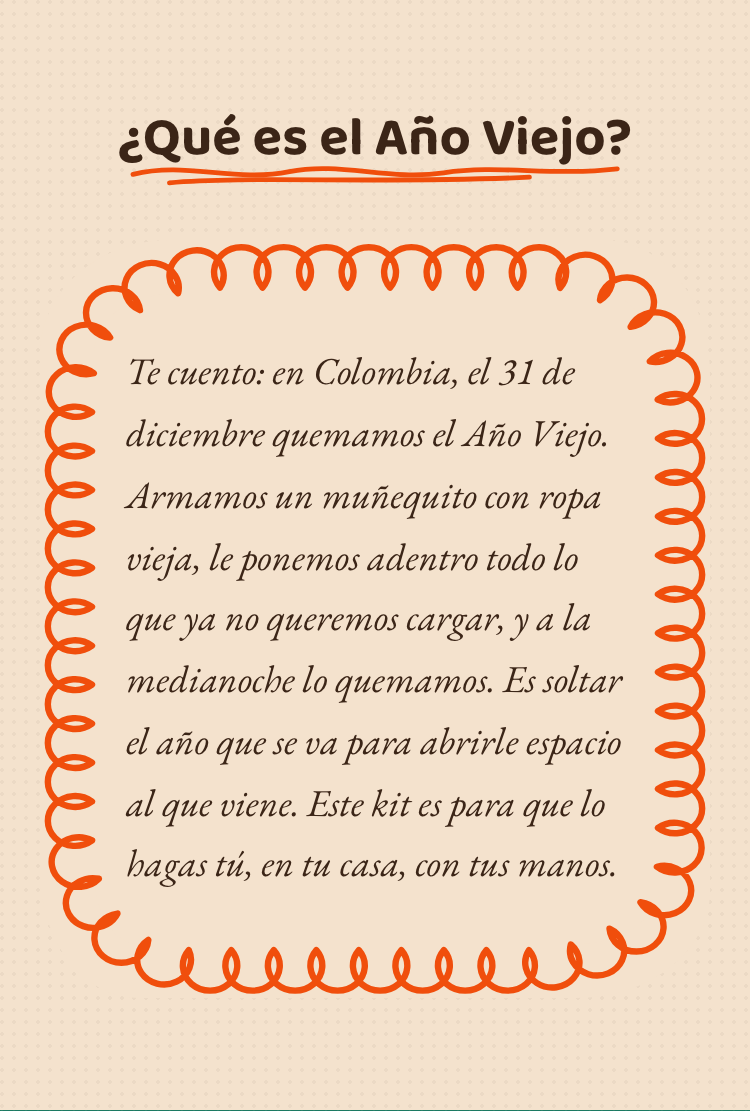 ¿Qué es el Año Viejo?
Te cuento: en Colombia, el 31 de
diciembre quemamos el Año Viejo.
Armamos un muñequito con ropa
vieja, le ponemos adentro todo lo
que ya no queremos cargar, y a la
medianoche lo quemamos. Es soltar
el año que se va para abrirle espacio
al que viene. Este kit es para que lo
hagas tú, en tu casa, con tus manos.